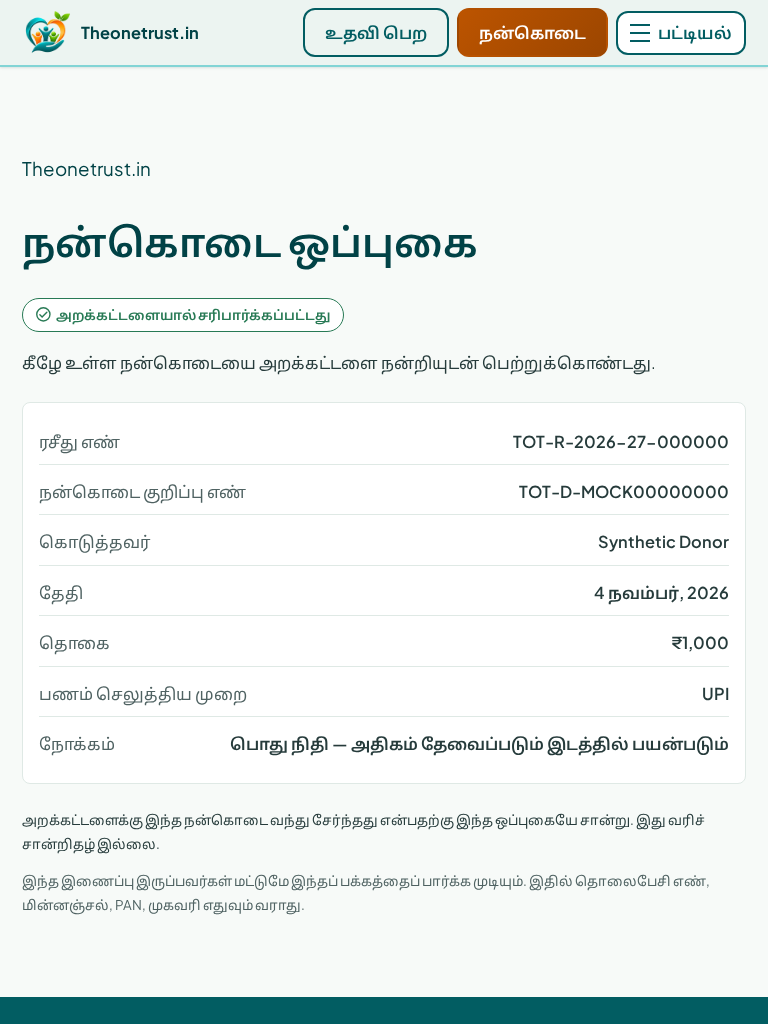 Theonetrust.in
உதவி பெற
நன்கொடை
பட்டியல்
Theonetrust.in
நன்கொடை ஒப்புகை
அறக்கட்டளையால் சரிபார்க்கப்பட்டது
கீழே உள்ள நன்கொடையை அறக்கட்டளை நன்றியுடன் பெற்றுக்கொண்டது.
ரசீது எண் TOT-R-2026-27-000000
நன்கொடை குறிப்பு எண் TOT-D-MOCK00000000
கொடுத்தவர் Synthetic Donor
தேதி 4 நவம்பர், 2026
தொகை ₹1,000
பணம் செலுத்திய முறை UPI
நோக்கம் பொது நிதி — அதிகம் தேவைப்படும் இடத்தில் பயன்படும்
அறக்கட்டளைக்கு இந்த நன்கொடை வந்து சேர்ந்தது என்பதற்கு இந்த ஒப்புகையே சான்று. இது வரிச்
சான்றிதழ் இல்லை.
இந்த இணைப்பு இருப்பவர்கள் மட்டுமே இந்தப் பக்கத்தைப் பார்க்க முடியும். இதில் தொலைபேசி எண்,
மின்னஞ்சல், PAN, முகவரி எதுவும் வராது.